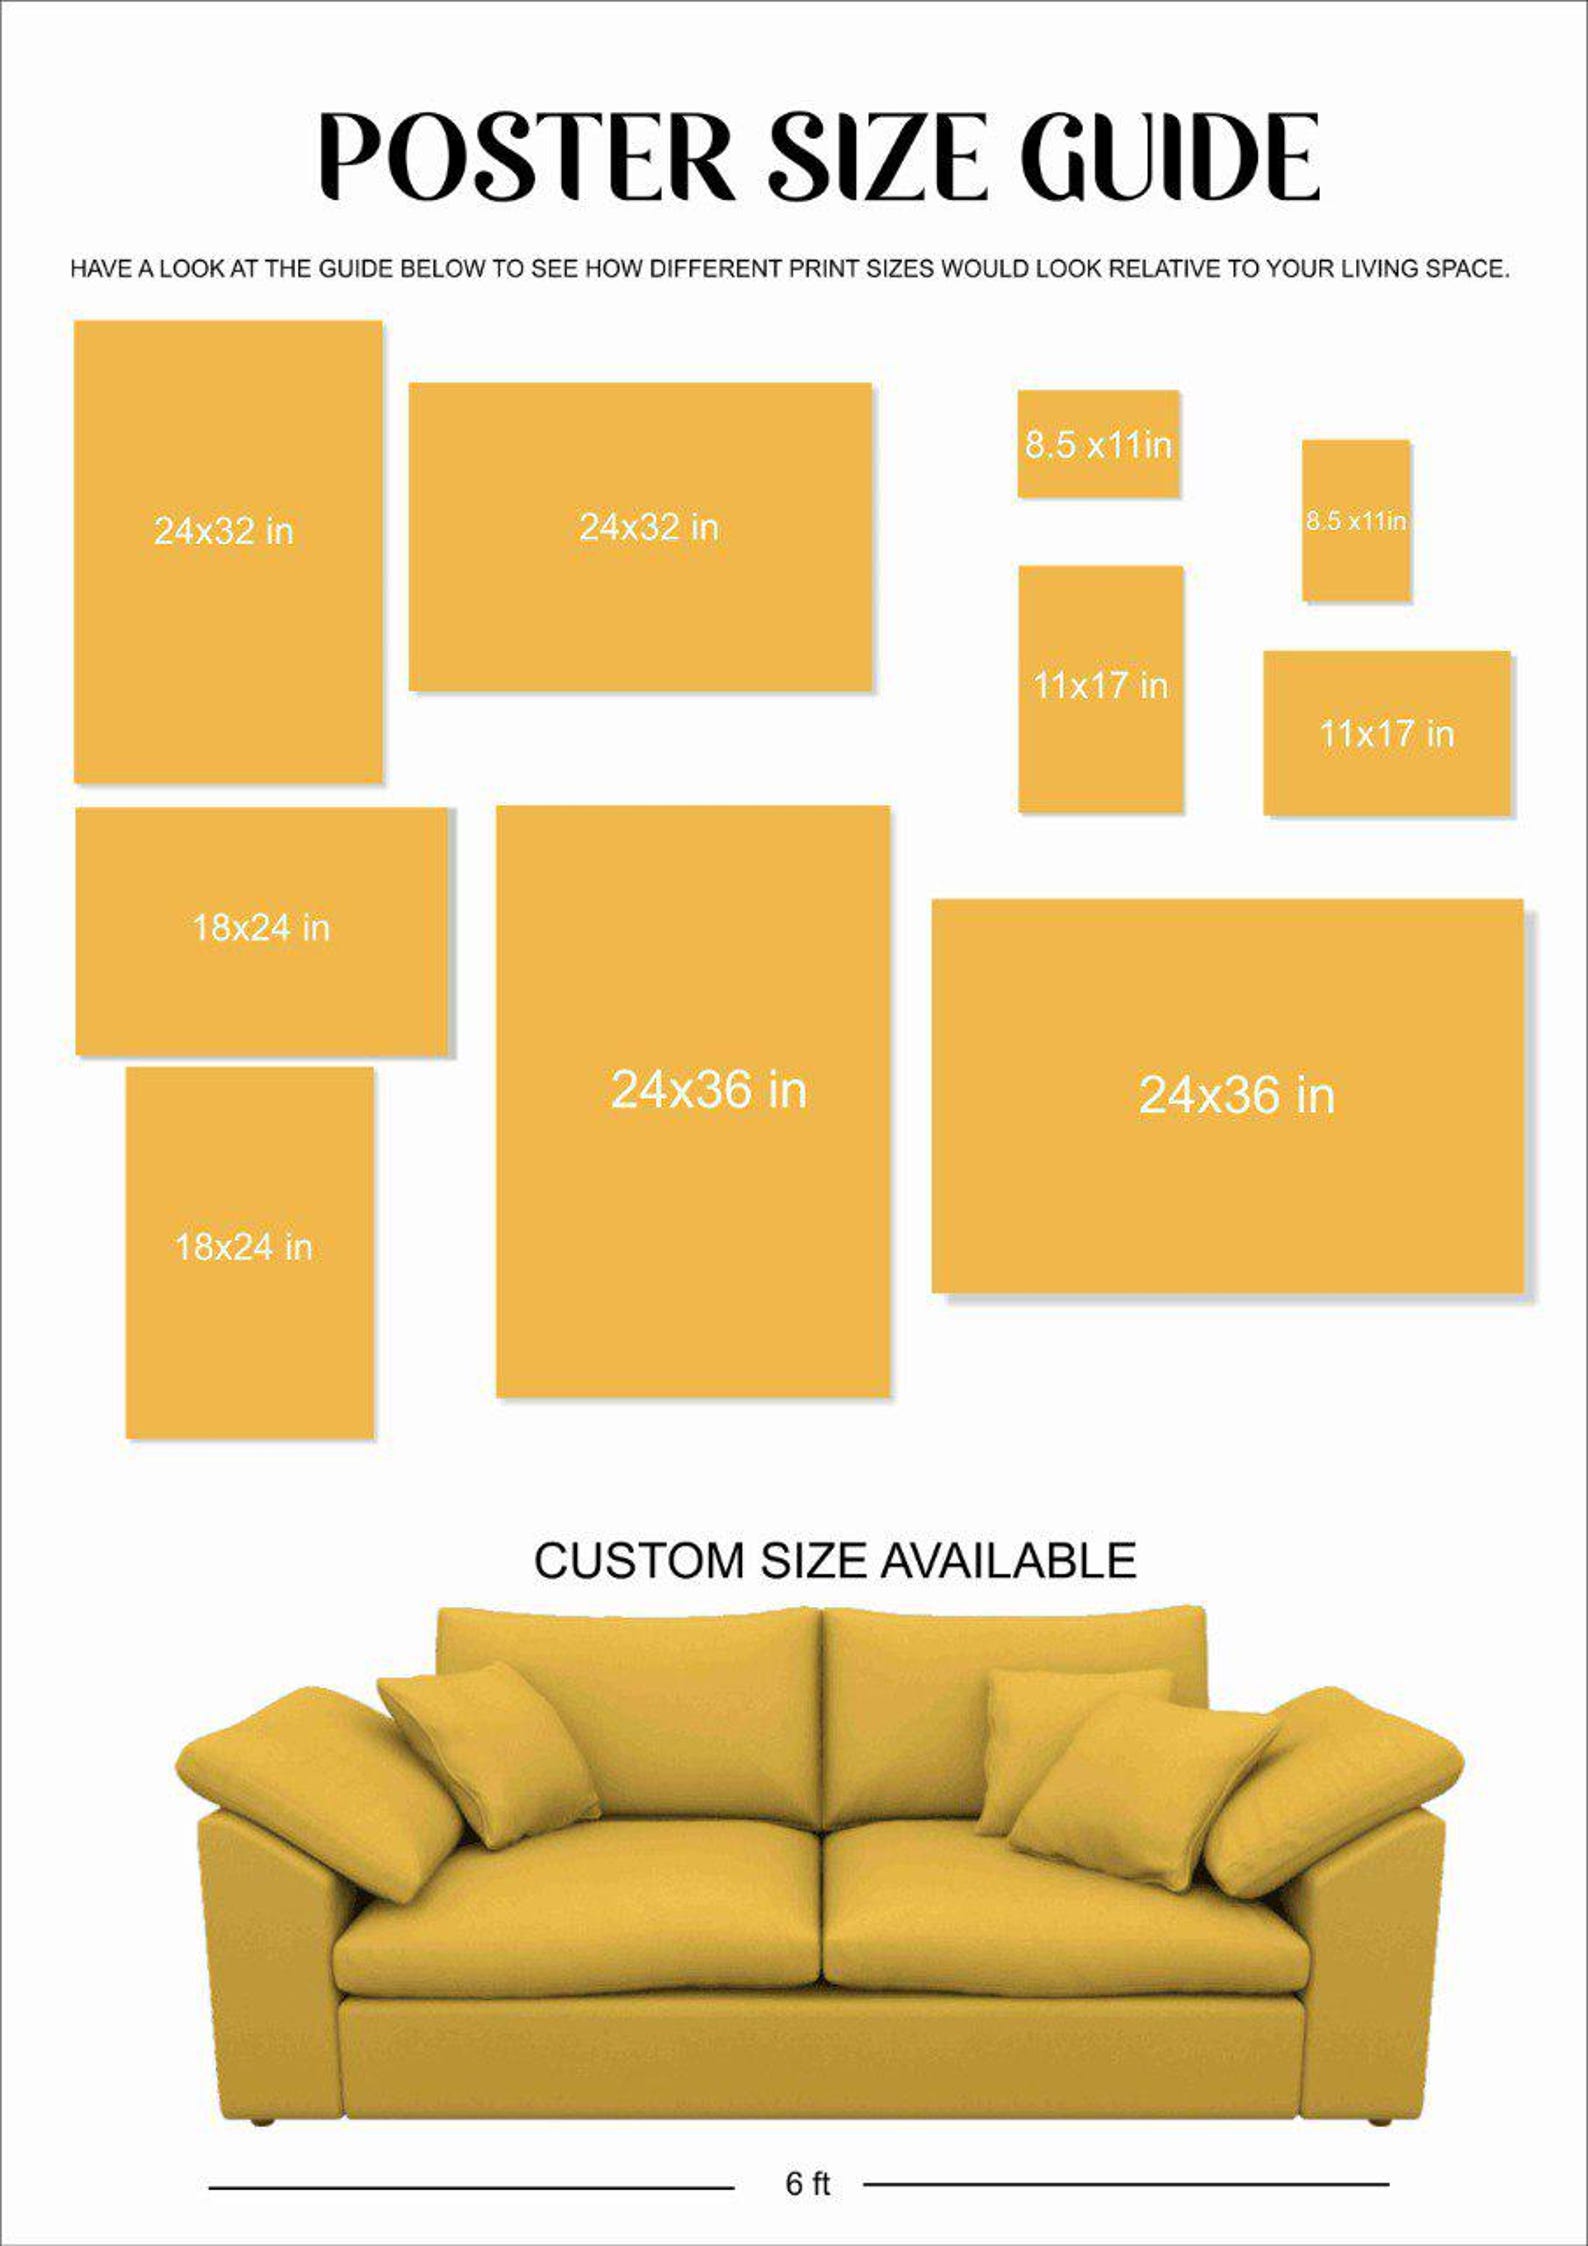 POSTER SIZE GUIDE
HAVE A LOOK AT THE GUIDE BELOW TO SEE HOW DIFFERENT PRINT SIZES WOULD LOOK RELATIVE TO YOUR LIVING SPACE.
24x32 in
24x32 in
8.5 x11in
8.5 x11in
11x17 in
11x17 in
18x24 in
24x36 in
24x36 in
18x24 in
CUSTOM SIZE AVAILABLE
6 ft